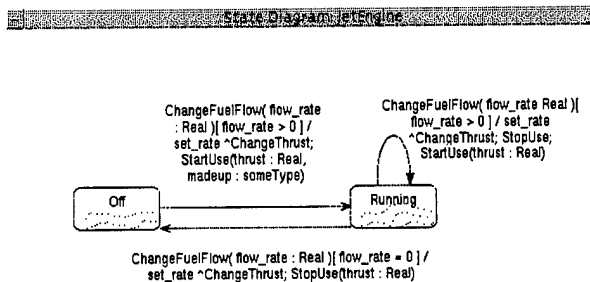 State Diagram: jetEngine
ChangeFuelFlow( flow_rate
: Real )[ flow_rate > 0 ] /
set_rate ^ChangeThrust;
StartUse(thrust : Real,
madeup : someType)
ChangeFuelFlow( flow_rate Real )[
flow_rate > 0 ] / set_rate
^ChangeThrust; StopUse;
StartUse(thrust : Real)
Off
Running
ChangeFuelFlow( flow_rate : Real )[ flow_rate = 0 ] /
set_rate ^ChangeThrust; StopUse(thrust : Real)